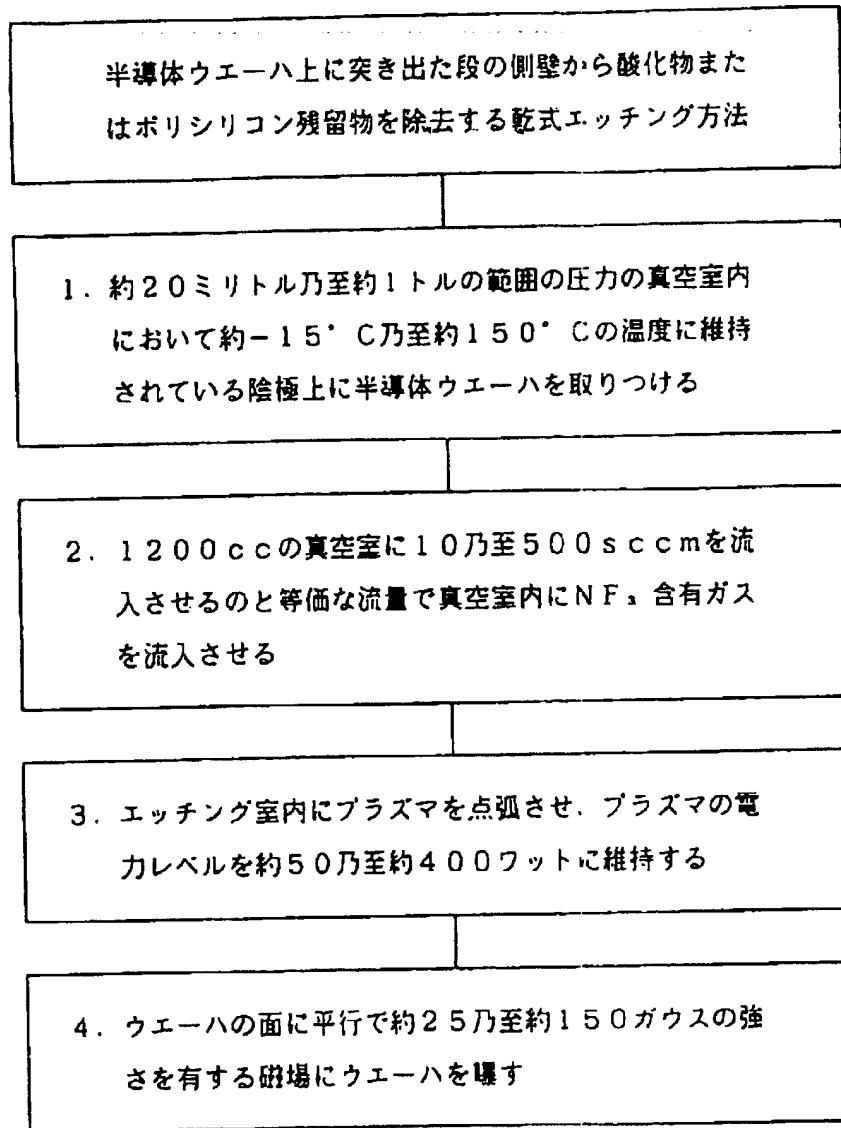 半導体ウエーハ上に突き出た段の側壁から酸化物また
はポリシリコン残留物を除去する乾式エッチング方法
1. 約20ミリトル乃至約1トルの範囲の圧力の真空室内
において約-15°C乃至約150°Cの温度に維持
されている陰極上に半導体ウエーハを取りつける
2. 1200ccの真空室に10乃至500sccmを流
入させるのと等価な流量で真空室内にNF₃含有ガス
を流入させる
3. エッチング室内にプラズマを点弧させ、プラズマの電
力レベルを約50乃至約400ワットに維持する
4. ウエーハの面に平行で約25乃至約150ガウスの強
さを有する磁場にウエーハを曝す